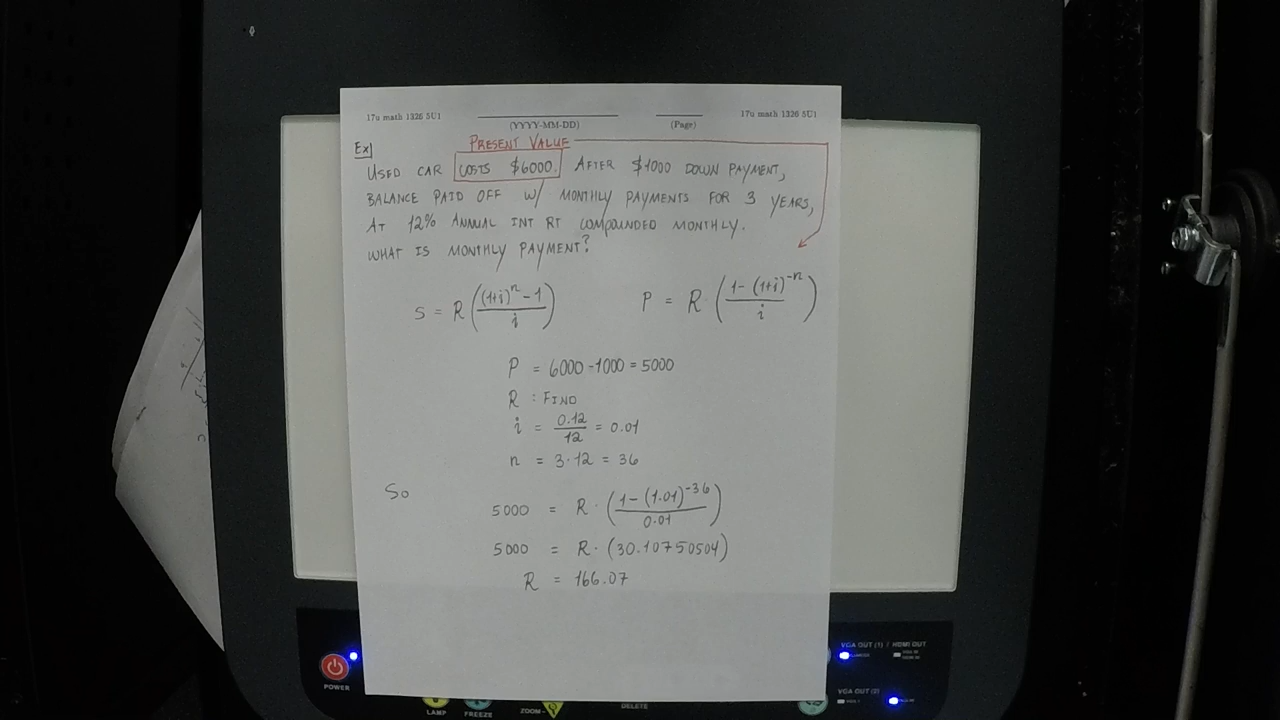 17u math 1326 5U1 (YYYY-MM-DD) (Page) 17u math 1326 5U1
PRESENT VALUE
Ex]
USED CAR COSTS $6000. AFTER $1000 DOWN PAYMENT,
BALANCE PAID OFF W/ MONTHLY PAYMENTS FOR 3 YEARS,
AT 12% ANNUAL INT RT COMPOUNDED MONTHLY.
WHAT IS MONTHLY PAYMENT?
S = R (((1+i)^n - 1)/i) P = R · ((1 - (1+i)^-n)/i)
P = 6000 - 1000 = 5000
R : FIND
i = 0.12/12 = 0.01
n = 3·12 = 36
So
5000 = R · ((1 - (1.01)^-36)/0.01)
5000 = R · (30.10750504)
R = 166.07
POWER
LAMP
FREEZE
ZOOM-
DELETE
VGA OUT (1) / HDMI OUT
VGA OUT (2)